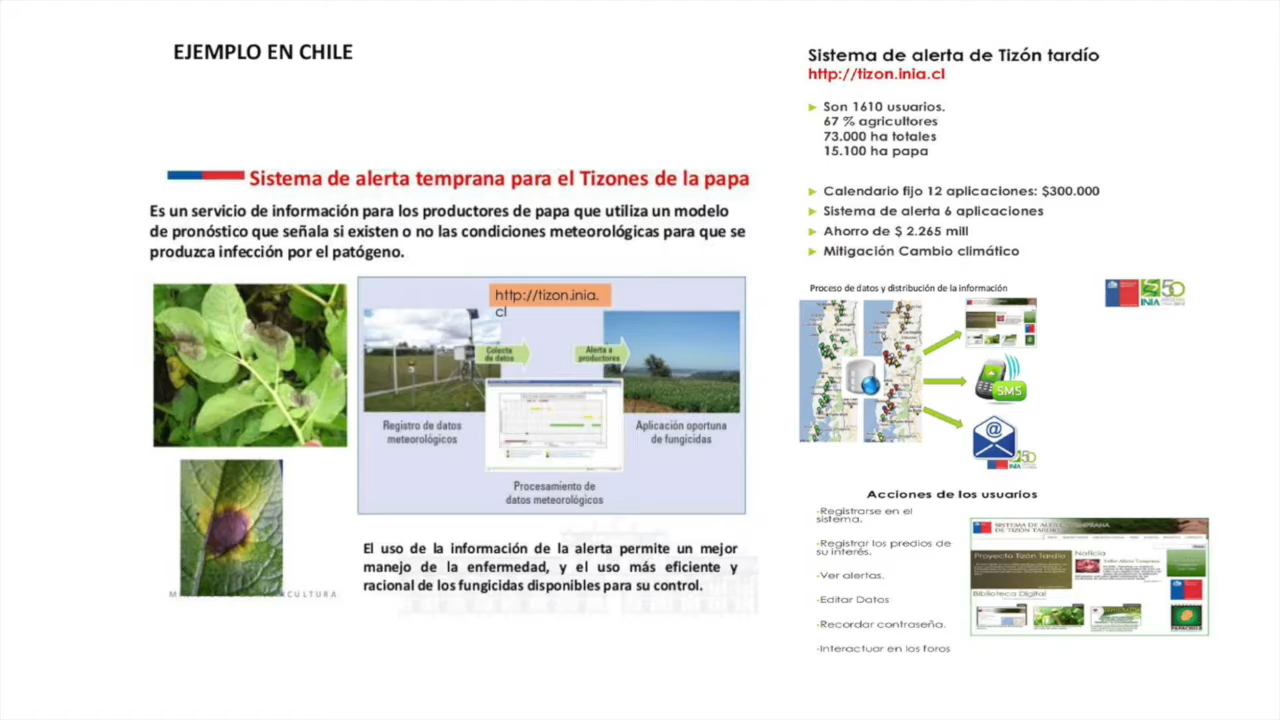 EJEMPLO EN CHILE
Sistema de alerta temprana para el Tizones de la papa
Es un servicio de información para los productores de papa que utiliza un modelo
de pronóstico que señala si existen o no las condiciones meteorológicas para que se
produzca infección por el patógeno.
http://tizon.inia.
cl
Colecta
de datos
Alerta a
productores
Registro de datos
meteorológicos
Aplicación oportuna
de fungicidas
Procesamiento de
datos meteorológicos
El uso de la información de la alerta permite un mejor
manejo de la enfermedad, y el uso más eficiente y
racional de los fungicidas disponibles para su control.
Sistema de alerta de Tizón tardío
http://tizon.inia.cl
Son 1610 usuarios.
67 % agricultores
73.000 ha totales
15.100 ha papa
Calendario fijo 12 aplicaciones: $300.000
Sistema de alerta 6 aplicaciones
Ahorro de $ 2.265 mill
Mitigación Cambio climático
Proceso de datos y distribución de la información
INIA
50
SMS
@
INIA
50
Acciones de los usuarios
-Registrarse en el
sistema.
-Registrar los predios de
su interés.
-Ver alertas.
-Editar Datos
-Recordar contraseña.
-Interactuar en los foros
SISTEMA DE ALERTA TEMPRANA
DE TIZON TARDIO
Proyecto Tizón Tardío
Noticia
Biblioteca Digital
PAPACHILE